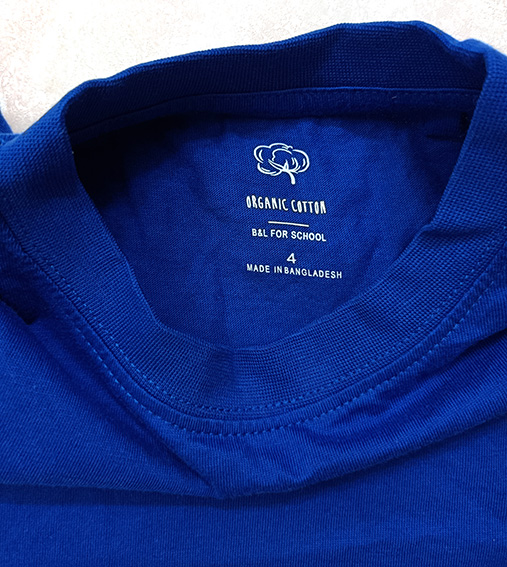 ORGANIC COTTON
B&L FOR SCHOOL
4
MADE IN BANGLADESH